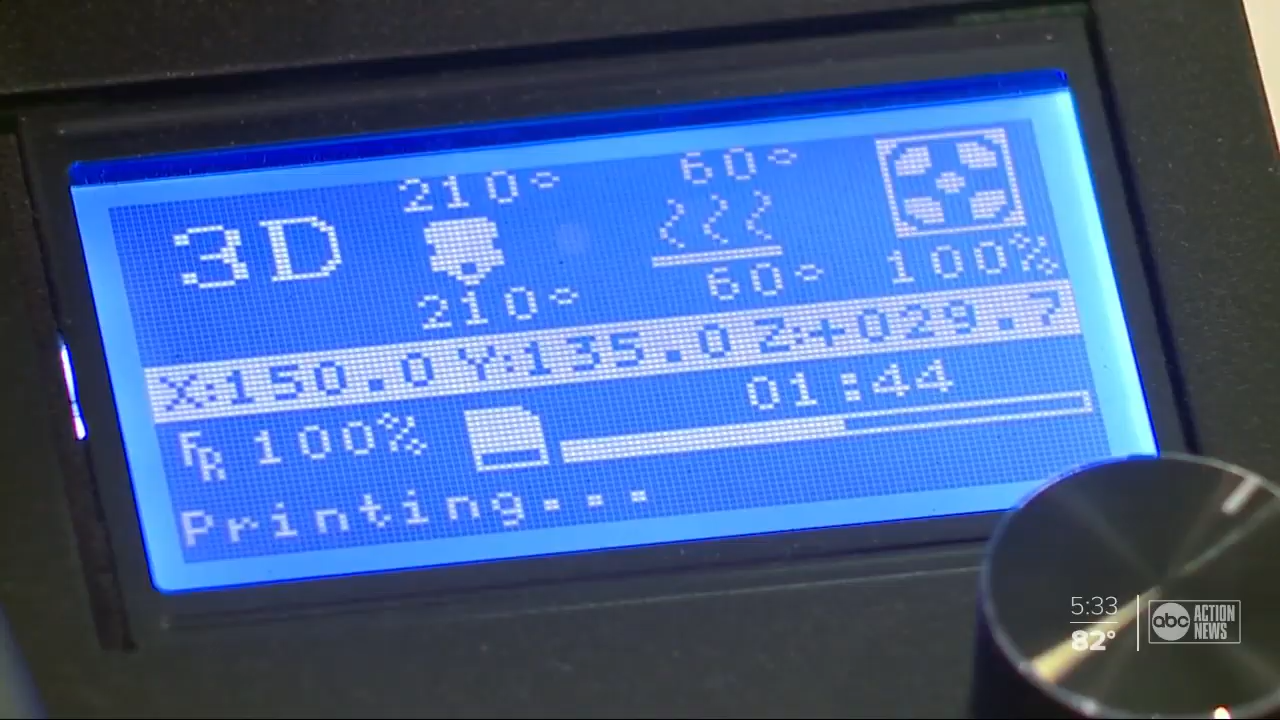 210° 60°
3D
210° 60° 100%
X:150.0 Y:135.0 Z:+029.7
FR 100% 01:44
Printing...
5:33
82°
abc ACTION NEWS